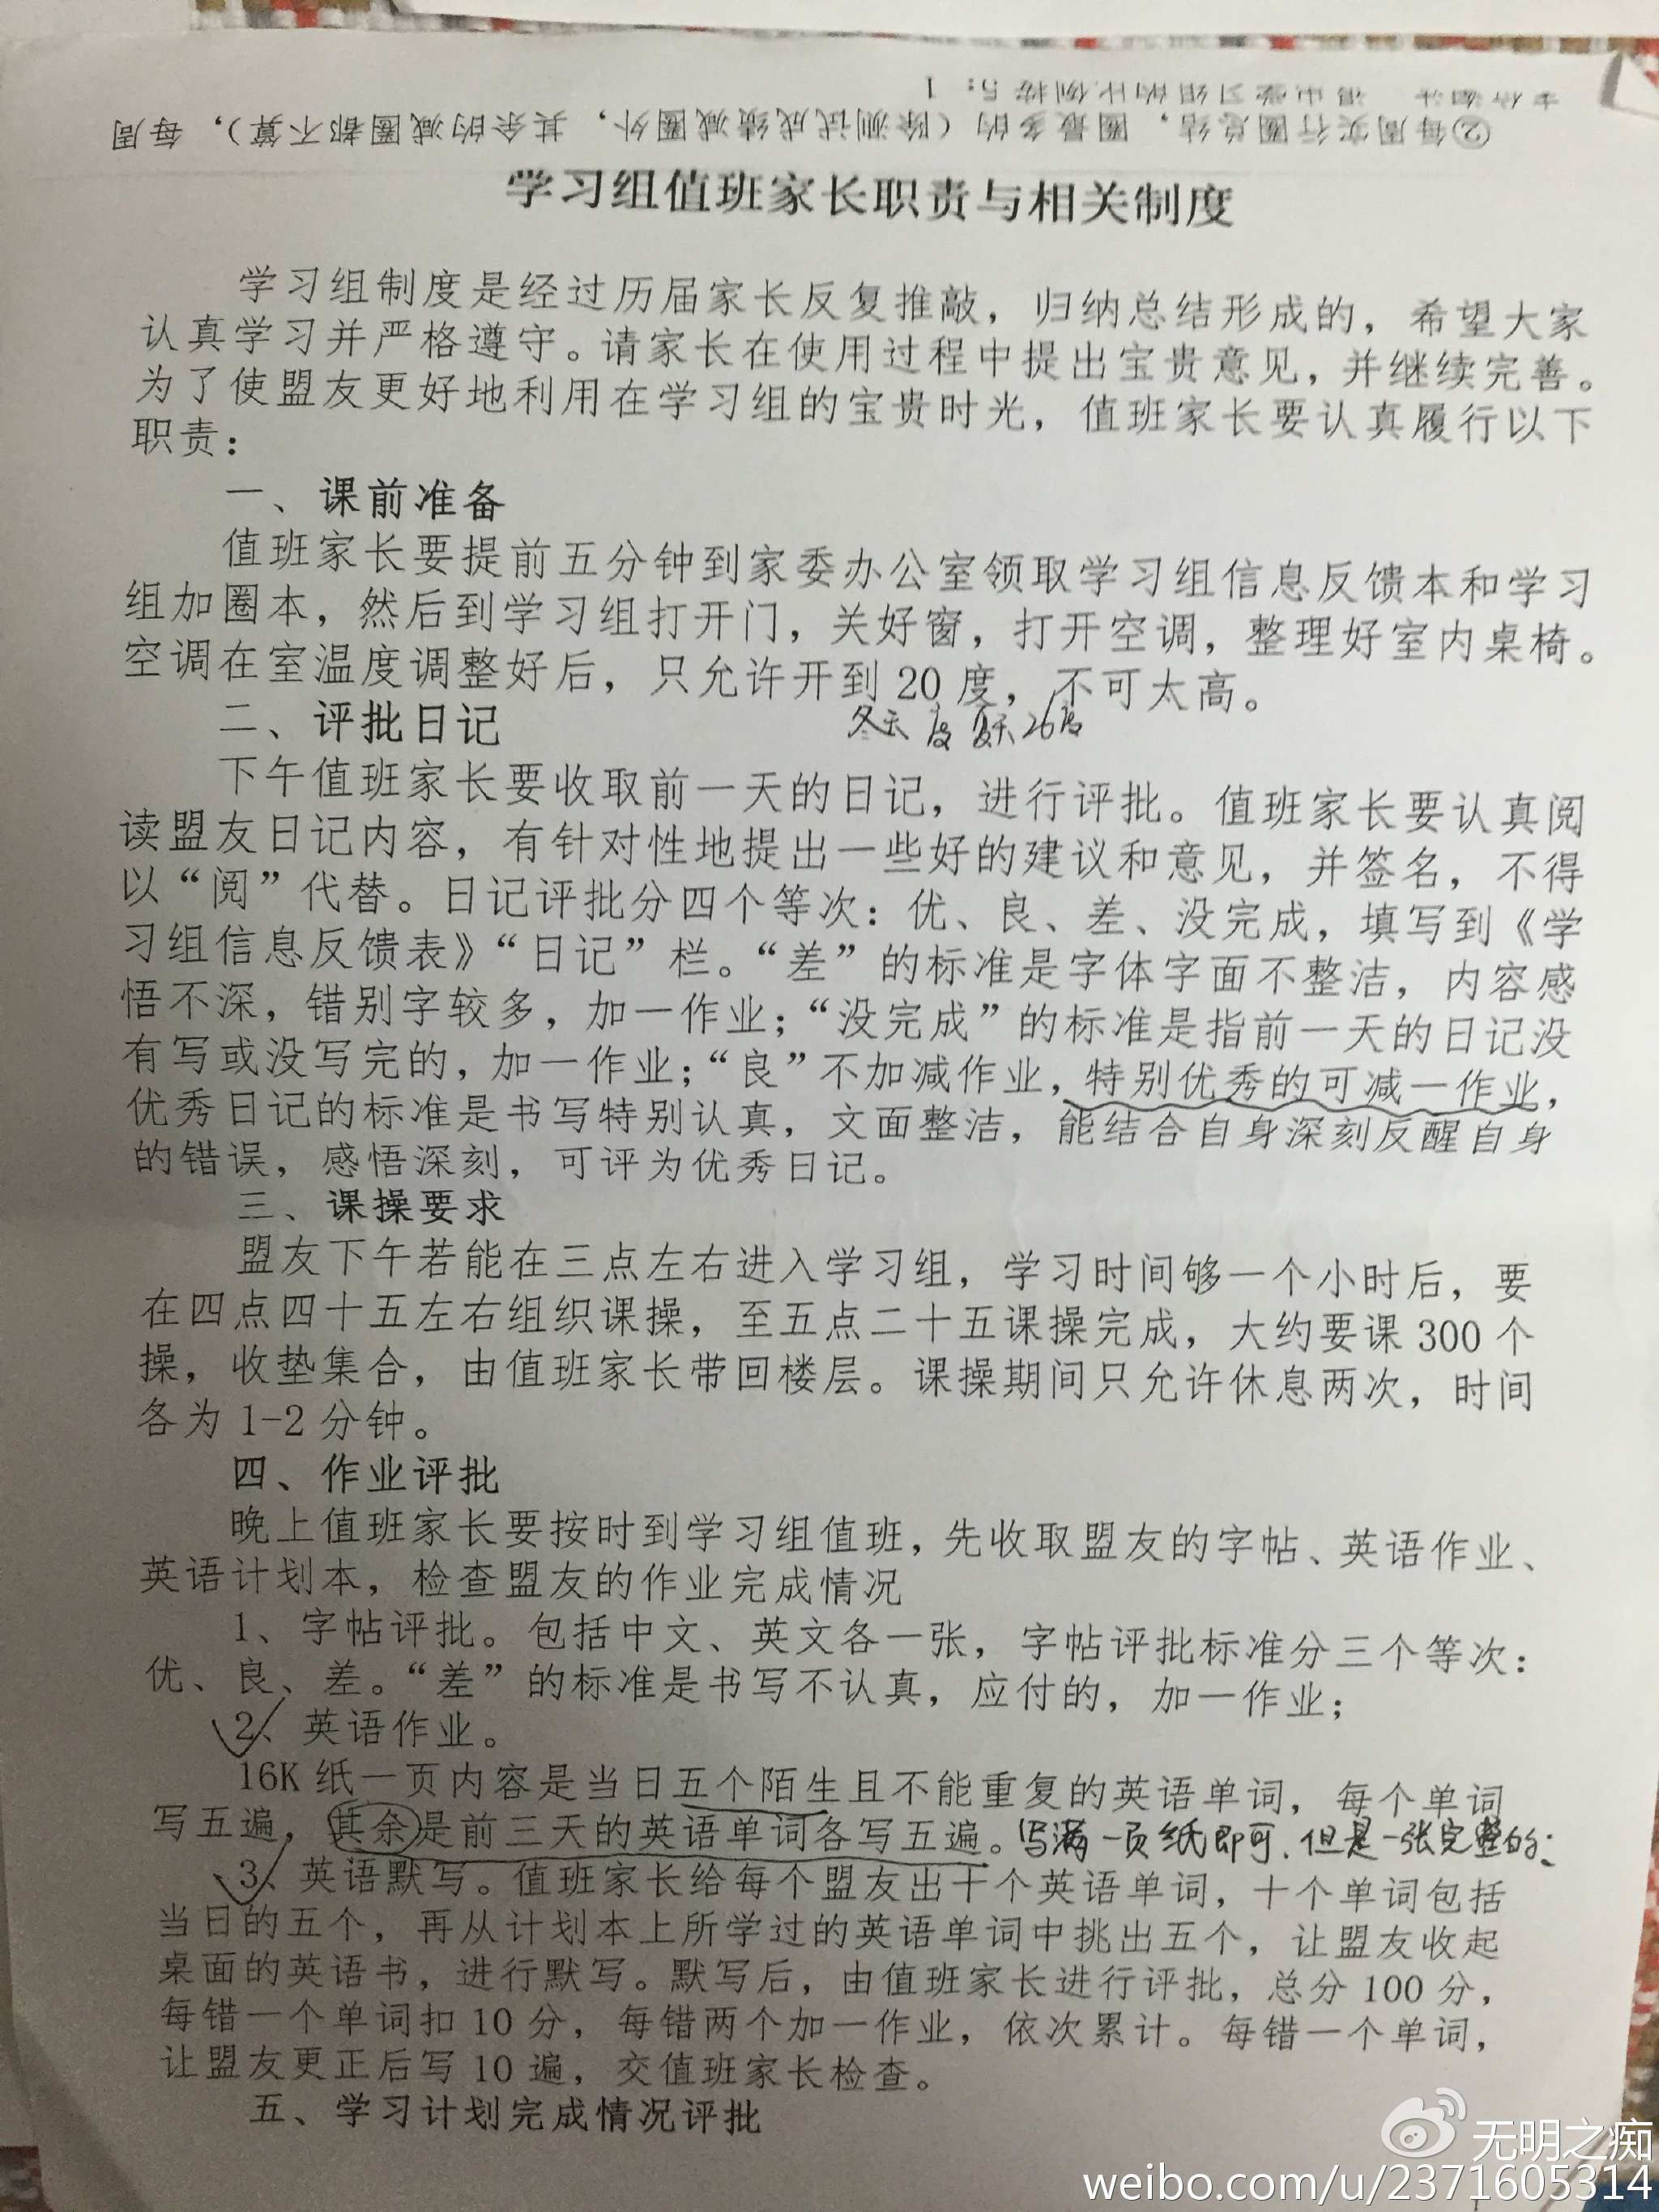 ②每周实行圈总结，圈最多的（除测试成绩减圈外，其余的减圈都不算），每周
退出学习组的比例按5：1
学习组值班家长职责与相关制度
学习组制度是经过历届家长反复推敲，归纳总结形成的，希望大家
认真学习并严格遵守。请家长在使用过程中提出宝贵意见，并继续完善。
为了使盟友更好地利用在学习组的宝贵时光，值班家长要认真履行以下
职责：
一、课前准备
值班家长要提前五分钟到家委办公室领取学习组信息反馈本和学习
组加圈本，然后到学习组打开门，关好窗，打开空调，整理好室内桌椅。
空调在室温度调整好后，只允许开到20度，不可太高。
冬天 度 夏天26度
二、评批日记
下午值班家长要收取前一天的日记，进行评批。值班家长要认真阅
读盟友日记内容，有针对性地提出一些好的建议和意见，并签名，不得
以“阅”代替。日记评批分四个等次：优、良、差、没完成，填写到《学
习组信息反馈表》“日记”栏。“差”的标准是字体字面不整洁，内容感
悟不深，错别字较多，加一作业；“没完成”的标准是指前一天的日记没
有写或没写完的，加一作业；“良”不加减作业，特别优秀的可减一作业，
优秀日记的标准是书写特别认真，文面整洁，能结合自身深刻反醒自身
的错误，感悟深刻，可评为优秀日记。
三、课操要求
盟友下午若能在三点左右进入学习组，学习时间够一个小时后，要
在四点四十五左右组织课操，至五点二十五课操完成，大约要课300个
操，收垫集合，由值班家长带回楼层。课操期间只允许休息两次，时间
各为1-2分钟。
四、作业评批
晚上值班家长要按时到学习组值班，先收取盟友的字帖、英语作业、
英语计划本，检查盟友的作业完成情况
1、字帖评批。包括中文、英文各一张，字帖评批标准分三个等次：
优、良、差。“差”的标准是书写不认真，应付的，加一作业；
2、英语作业。
16K纸一页内容是当日五个陌生且不能重复的英语单词，每个单词
写五遍，其余是前三天的英语单词各写五遍。写满一页纸即可，但是一张完整的；
3、英语默写。值班家长给每个盟友出十个英语单词，十个单词包括
当日的五个，再从计划本上所学过的英语单词中挑出五个，让盟友收起
桌面的英语书，进行默写。默写后，由值班家长进行评批，总分100分，
每错一个单词扣10分，每错两个加一作业，依次累计。每错一个单词，
让盟友更正后写10遍，交值班家长检查。
五、学习计划完成情况评批
无明之痴
weibo.com/u/2371605314